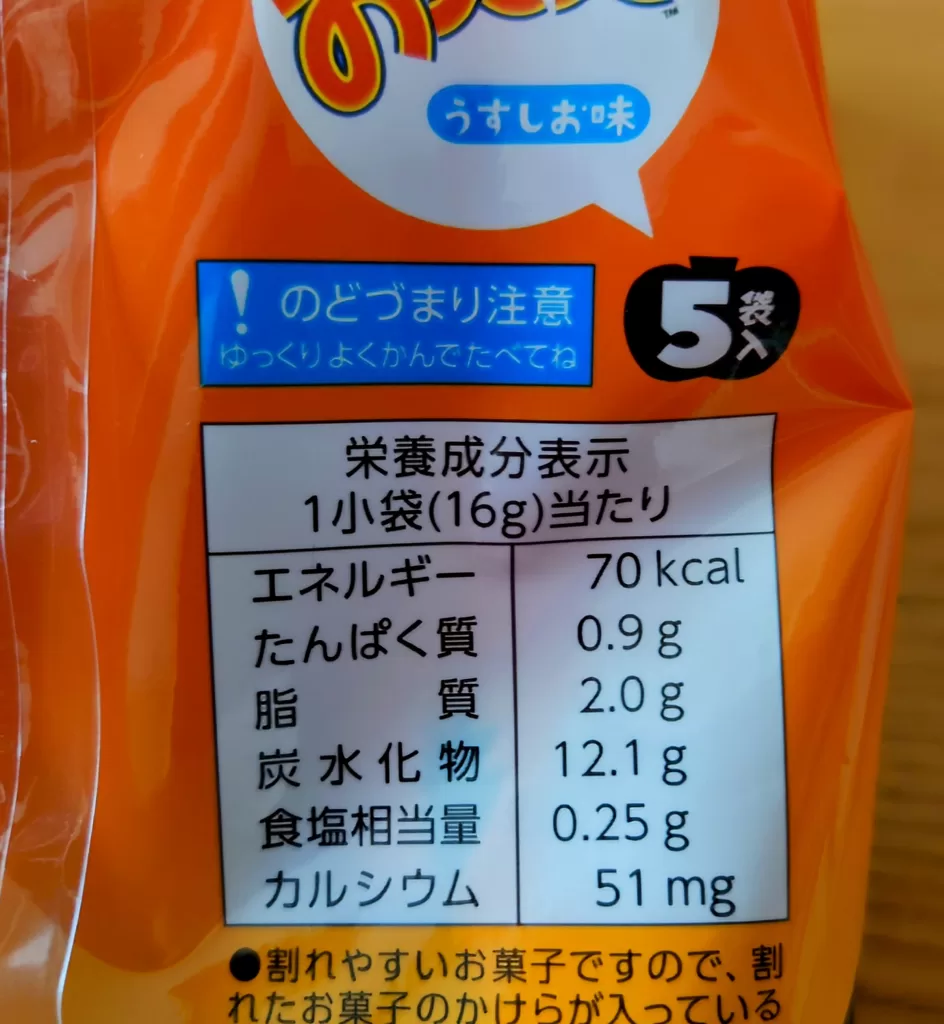 うすしお味
! のどづまり注意
ゆっくりよくかんでたべてね
5袋入
栄養成分表示
1小袋(16g)当たり
エネルギー 70 kcal
たんぱく質 0.9 g
脂質 2.0 g
炭水化物 12.1 g
食塩相当量 0.25 g
カルシウム 51 mg
●割れやすいお菓子ですので、割
れたお菓子のかけらが入っている